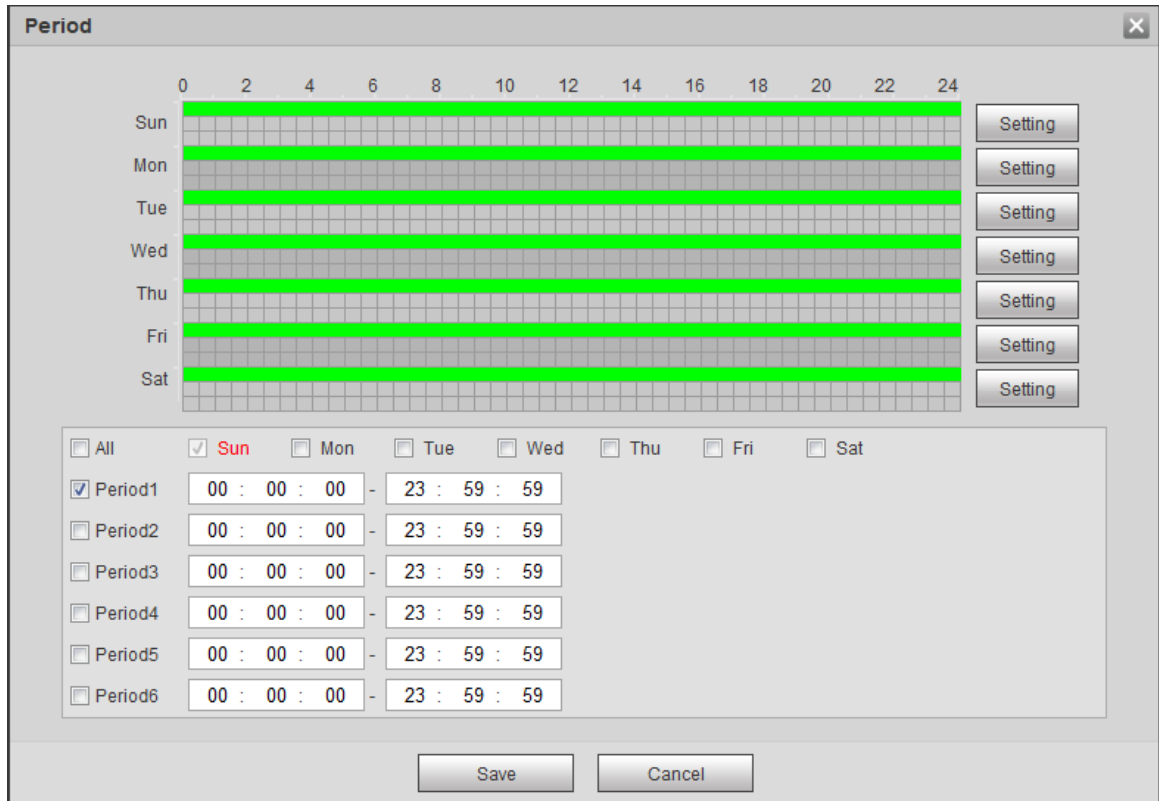 Period
0 2 4 6 8 10 12 14 16 18 20 22 24
Sun Setting
Mon Setting
Tue Setting
Wed Setting
Thu Setting
Fri Setting
Sat Setting
All Sun Mon Tue Wed Thu Fri Sat
Period1 00 : 00 : 00 - 23 : 59 : 59
Period2 00 : 00 : 00 - 23 : 59 : 59
Period3 00 : 00 : 00 - 23 : 59 : 59
Period4 00 : 00 : 00 - 23 : 59 : 59
Period5 00 : 00 : 00 - 23 : 59 : 59
Period6 00 : 00 : 00 - 23 : 59 : 59
Save Cancel